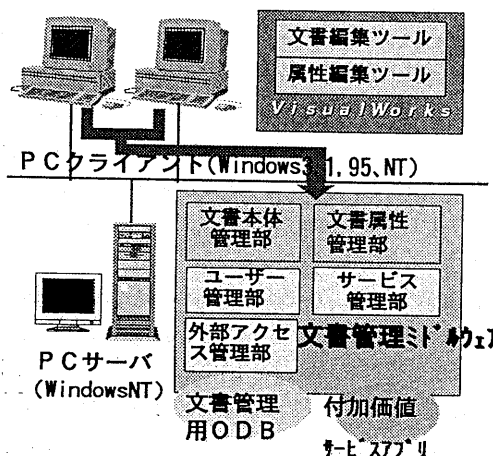 文書編集ツール
属性編集ツール
VisualWorks
PCクライアント(Windows3.1,95、NT)
文書本体
管理部
文書属性
管理部
ユーザー
管理部
サービス
管理部
外部アクセ
ス管理部
文書管理ミドルウェア
PCサーバ
(WindowsNT)
文書管理
用ODB
付加価値
サービスアプリ